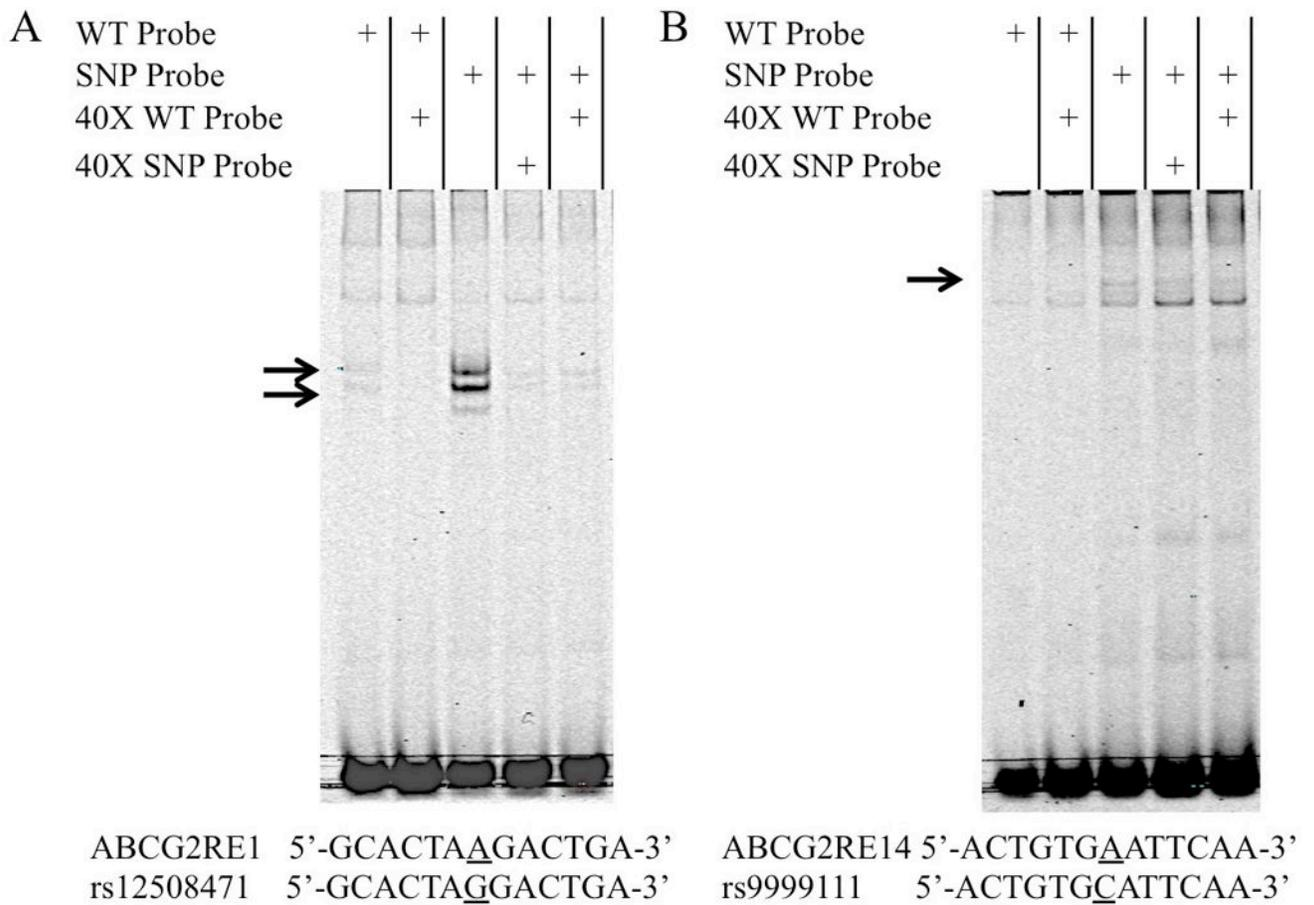 A
WT Probe + +
SNP Probe + + +
40X WT Probe + +
40X SNP Probe +
ABCG2RE1 5’-GCACTAAGACTGA-3’
rs12508471 5’-GCACTAGGACTGA-3’
B
WT Probe + +
SNP Probe + + +
40X WT Probe + +
40X SNP Probe +
ABCG2RE14 5’-ACTGTGAATTCAA-3’
rs9999111 5’-ACTGTGCATTCAA-3’